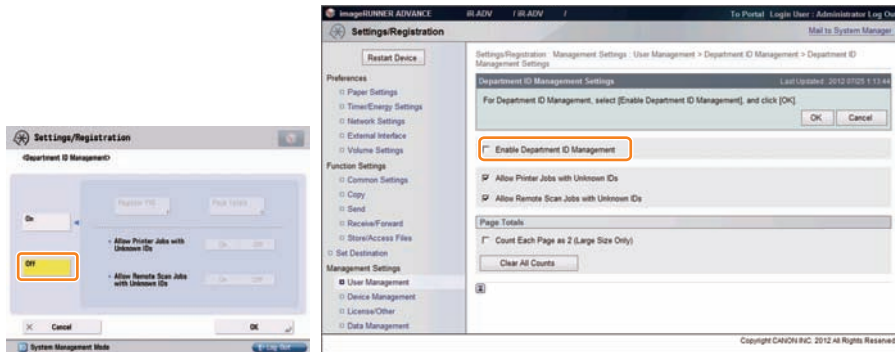 Settings/Registration
<Department ID Management>
Register PIN
Page Totals
On
Allow Printer Jobs with
Unknown IDs
On
Off
Off
Allow Remote Scan Jobs
with Unknown IDs
On
Off
Cancel
OK
System Management Mode
Log Out
imageRUNNER ADVANCE
iR-ADV
/ iR-ADV
/
To Portal
Login User : Administrator
Log Ou
Settings/Registration
Mail to System Manager
Restart Device
Preferences
Paper Settings
Timer/Energy Settings
Network Settings
External Interface
Volume Settings
Function Settings
Common Settings
Copy
Send
Receive/Forward
Store/Access Files
Set Destination
Management Settings
User Management
Device Management
License/Other
Data Management
Settings/Registration : Management Settings : User Management > Department ID Management > Department ID
Management Settings
Department ID Management Settings
Last Updated : 2012 07/25 1:13:44
For Department ID Management, select [Enable Department ID Management], and click [OK].
OK
Cancel
Enable Department ID Management
Allow Printer Jobs with Unknown IDs
Allow Remote Scan Jobs with Unknown IDs
Page Totals
Count Each Page as 2 (Large Size Only)
Clear All Counts
Copyright CANON INC. 2012 All Rights Reserved